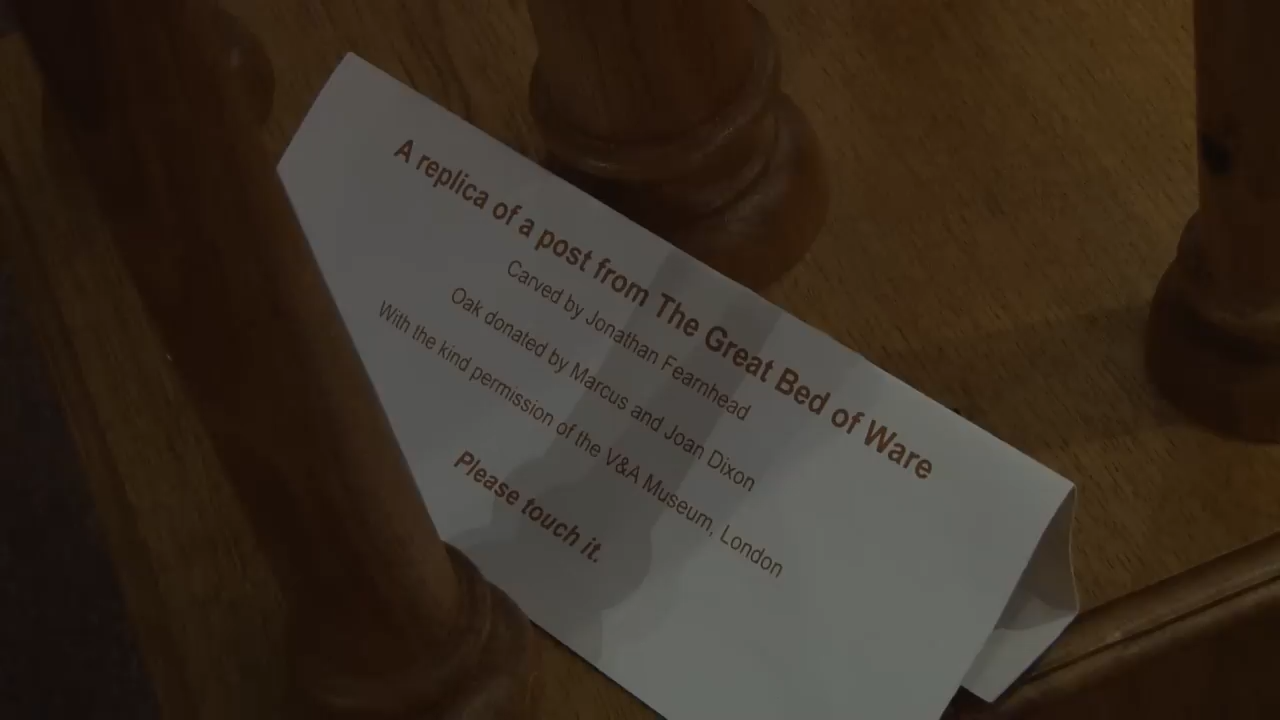 A replica of a post from The Great Bed of Ware
Carved by Jonathan Fearnhead
Oak donated by Marcus and Joan Dixon
With the kind permission of the V&A Museum, London
Please touch it.